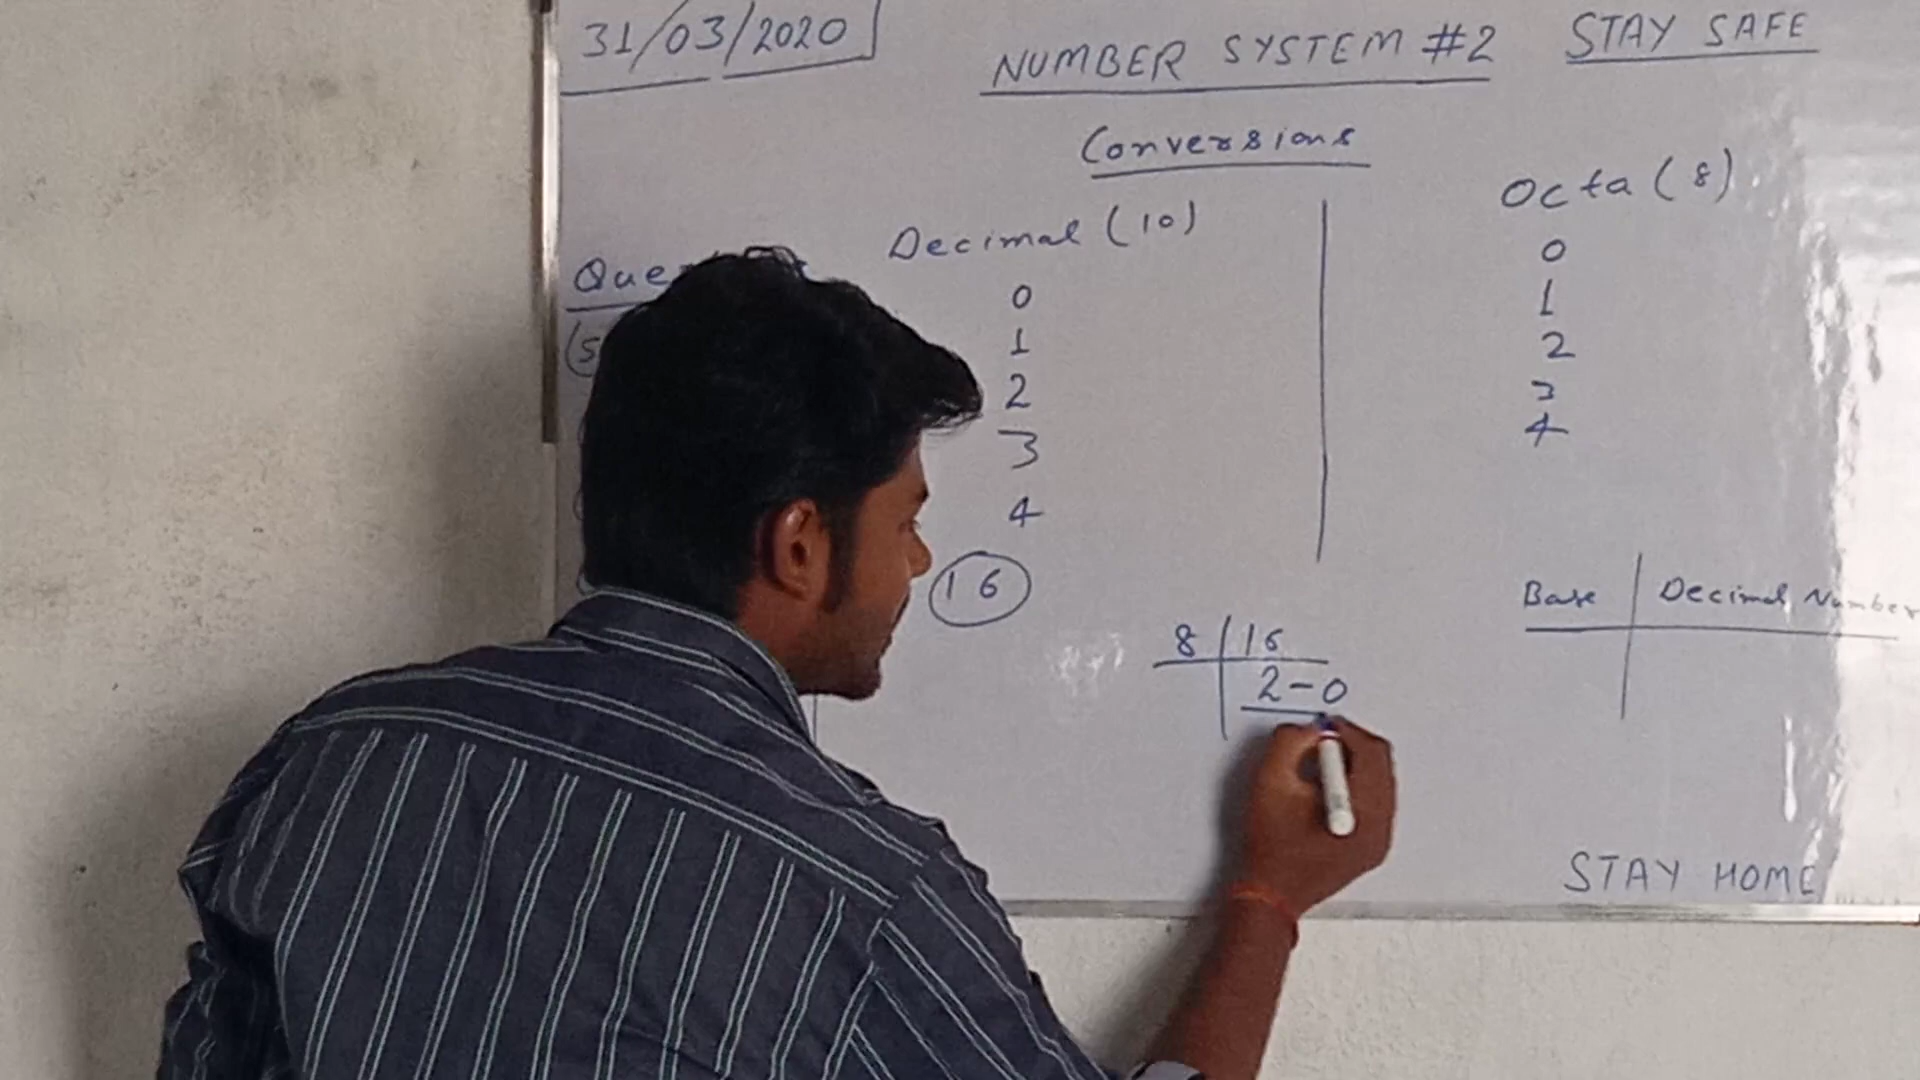 31/03/2020
NUMBER SYSTEM #2
STAY SAFE
Conversions
Decimal (10)
0
1
2
3
4
16
Octa (8)
0
1
2
3
4
8 | 16
2 - 0
Base | Decimal Number
STAY HOME